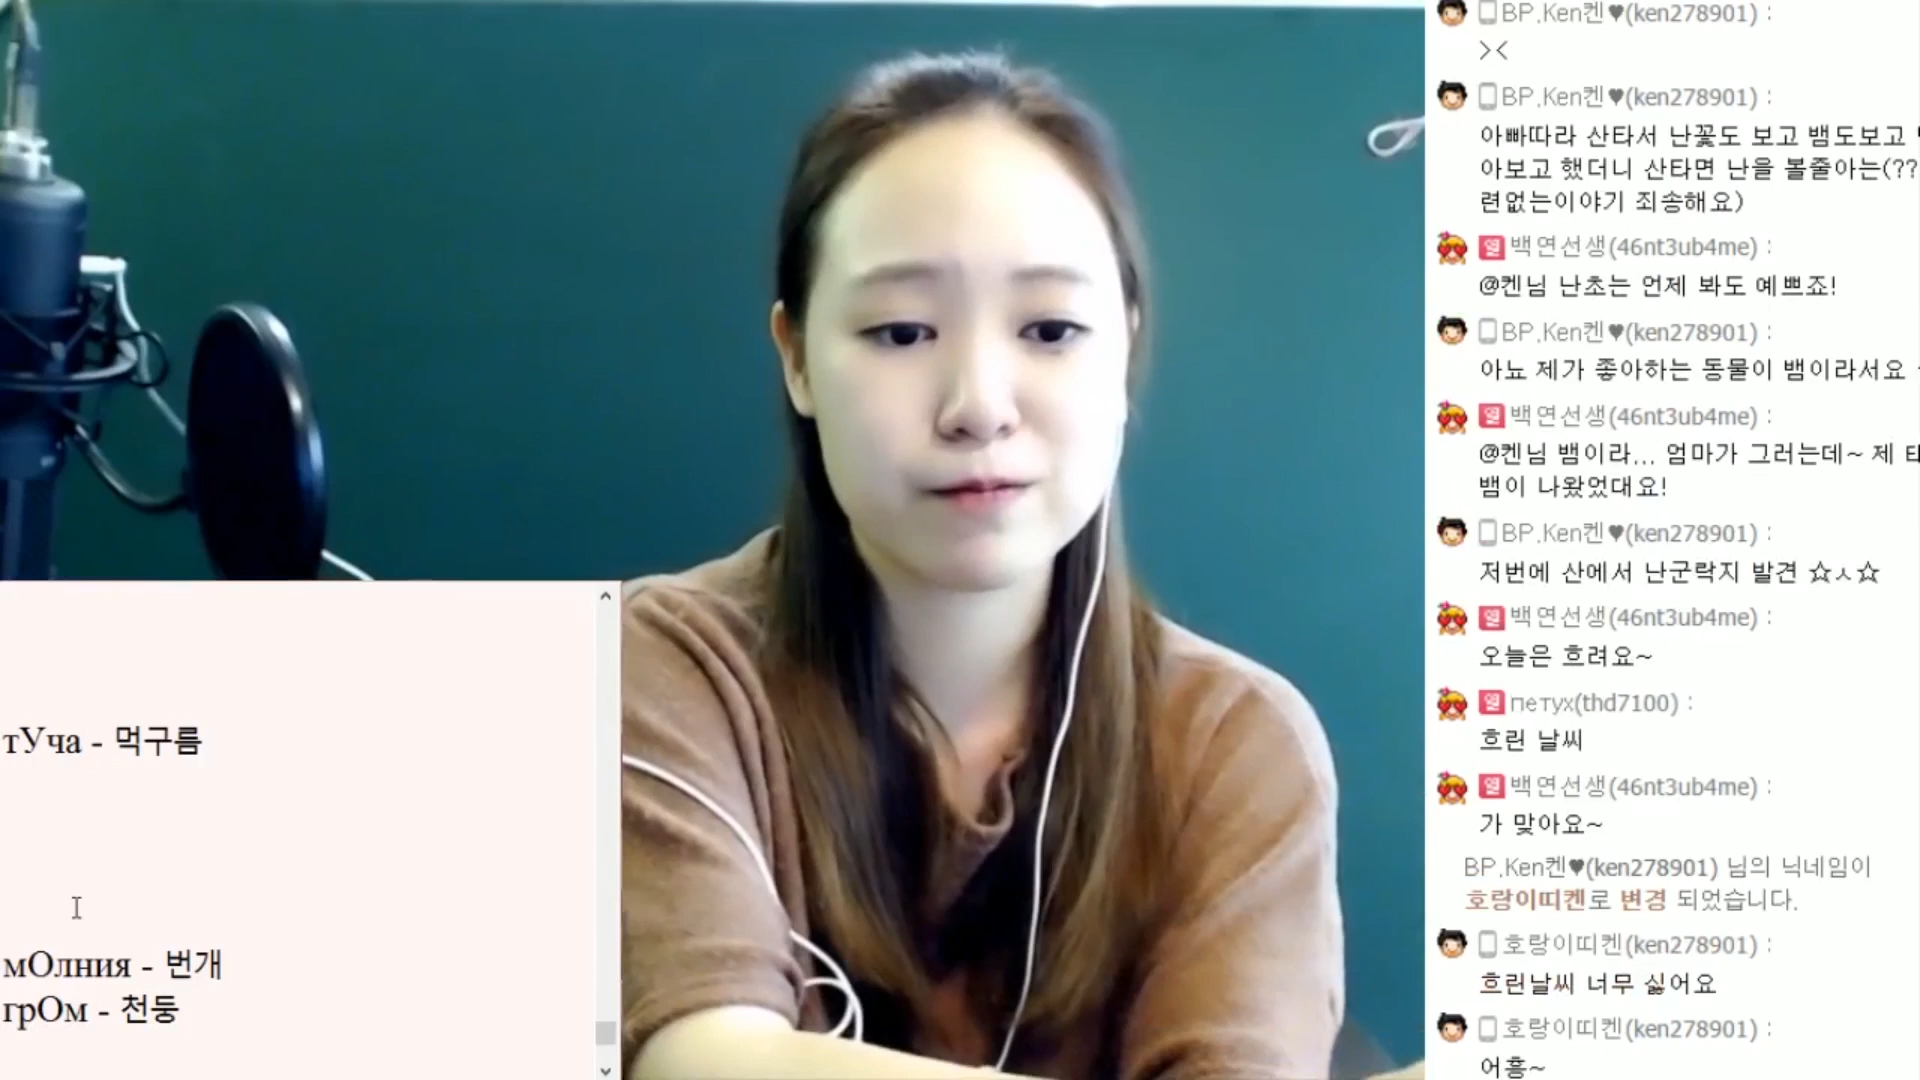 тУча - 먹구름
мОлния - 번개
грОм - 천둥
BP.Ken켄♥(ken278901) :
><
BP.Ken켄♥(ken278901) :
아빠따라 산타서 난꽃도 보고 뱀도보고
아보고 했더니 산타면 난을 볼줄아는(??
련없는이야기 죄송해요)
열 백연선생(46nt3ub4me) :
@켄님 난초는 언제 봐도 예쁘죠!
BP.Ken켄♥(ken278901) :
아뇨 제가 좋아하는 동물이 뱀이라서요
열 백연선생(46nt3ub4me) :
@켄님 뱀이라... 엄마가 그러는데~ 제
뱀이 나왔었대요!
BP.Ken켄♥(ken278901) :
저번에 산에서 난군락지 발견 ☆ㅅ☆
열 백연선생(46nt3ub4me) :
오늘은 흐려요~
열 петух(thd7100) :
흐린 날씨
열 백연선생(46nt3ub4me) :
가 맞아요~
BP.Ken켄♥(ken278901) 님의 닉네임이
호랑이띠켄로 변경 되었습니다.
호랑이띠켄(ken278901) :
흐린날씨 너무 싫어요
호랑이띠켄(ken278901) :
어흥~